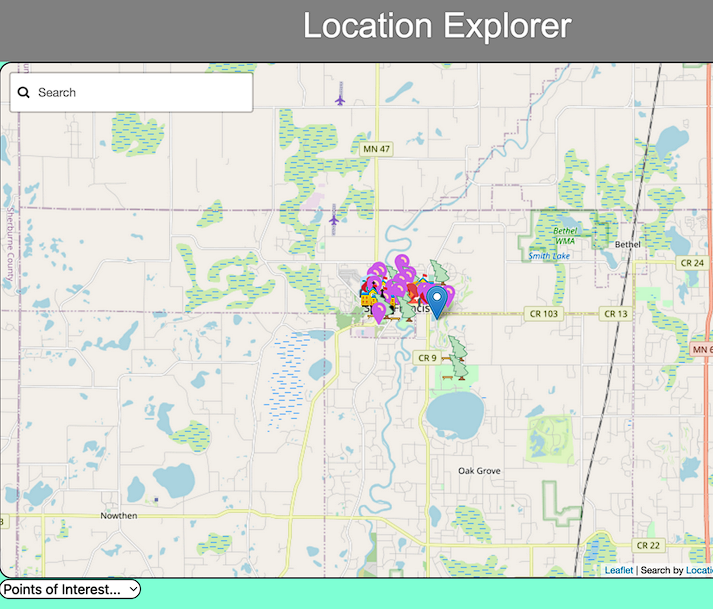 Location Explorer
Search
MN 47
Sherburne County
Bethel
WMA
Smith Lake
Bethel
CR 24
CR 103
CR 13
MN 6
CR 9
Oak Grove
Nowthen
CR 22
Leaflet | Search by Locati
Points of Interest...